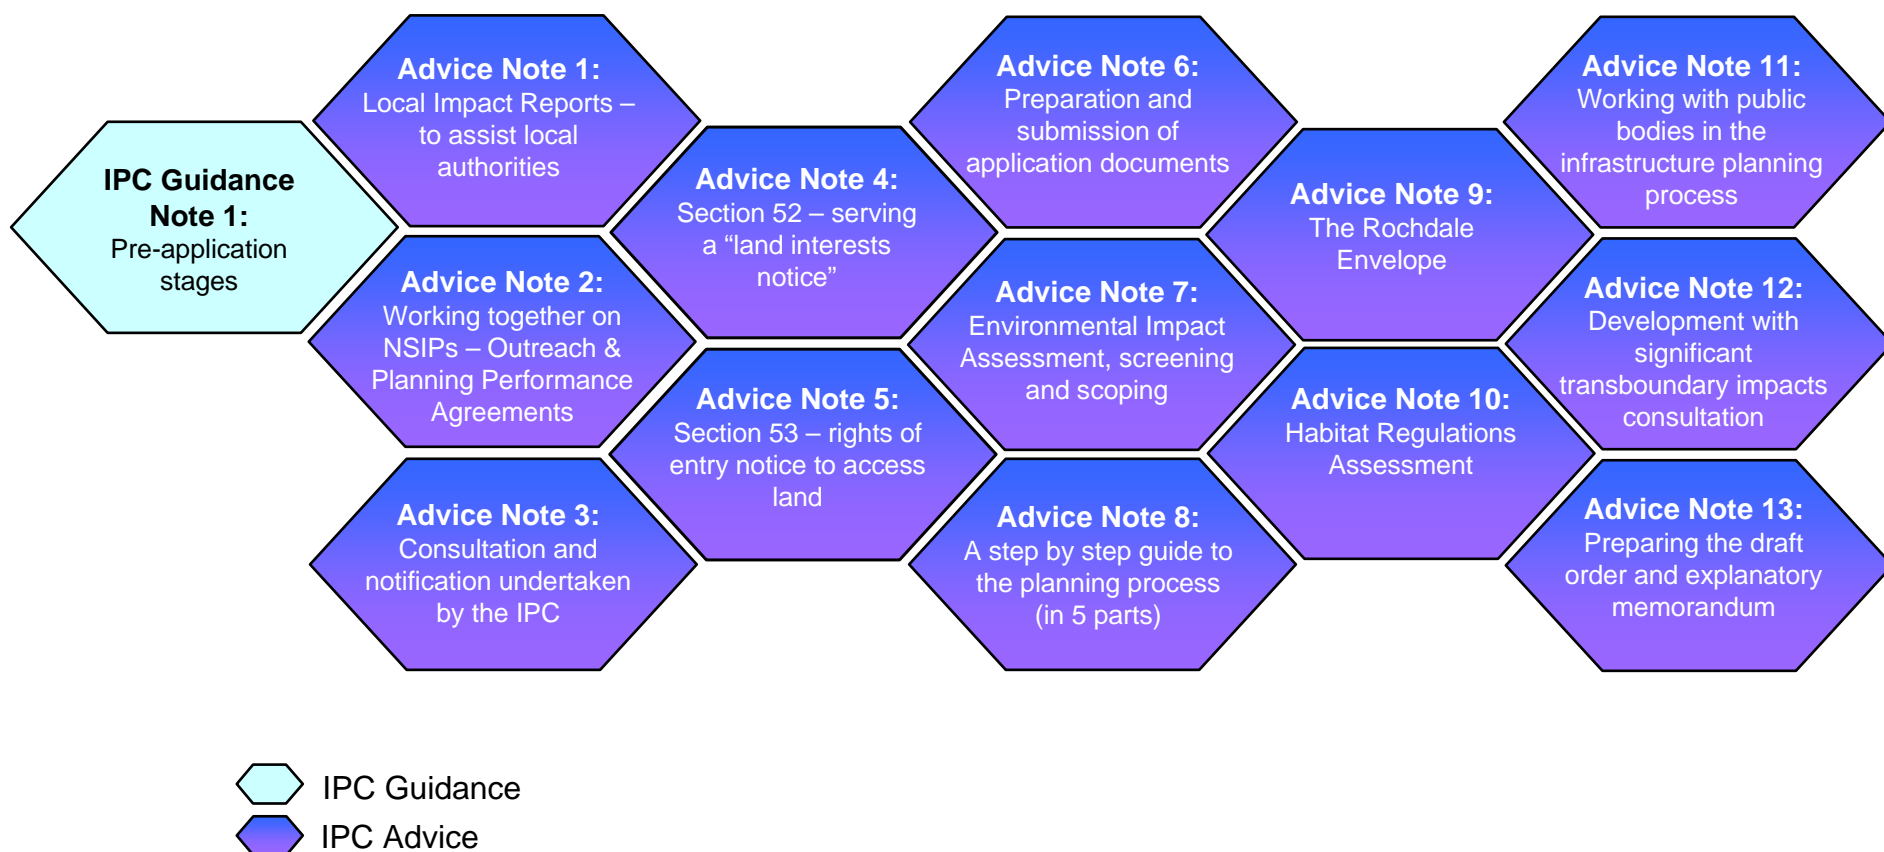 IPC Guidance
Note 1:
Pre-application
stages
Advice Note 1:
Local Impact Reports –
to assist local
authorities
Advice Note 2:
Working together on
NSIPs – Outreach &
Planning Performance
Agreements
Advice Note 3:
Consultation and
notification undertaken
by the IPC
Advice Note 4:
Section 52 – serving
a “land interests
notice”
Advice Note 5:
Section 53 – rights of
entry notice to access
land
Advice Note 6:
Preparation and
submission of
application documents
Advice Note 7:
Environmental Impact
Assessment, screening
and scoping
Advice Note 8:
A step by step guide to
the planning process
(in 5 parts)
Advice Note 9:
The Rochdale
Envelope
Advice Note 10:
Habitat Regulations
Assessment
Advice Note 11:
Working with public
bodies in the
infrastructure planning
process
Advice Note 12:
Development with
significant
transboundary impacts
consultation
Advice Note 13:
Preparing the draft
order and explanatory
memorandum
IPC Guidance
IPC Advice